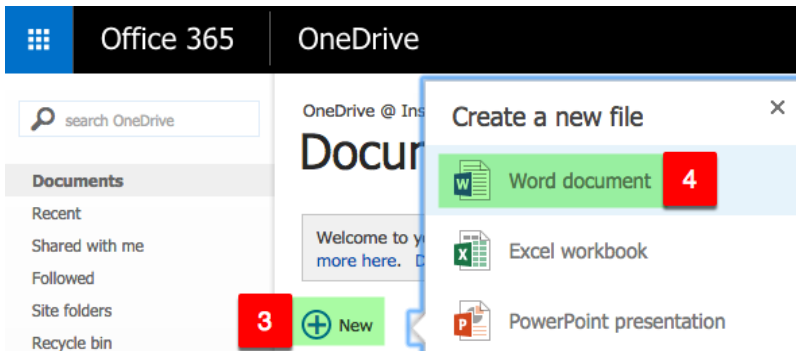 Office 365
OneDrive
search OneDrive
Documents
Recent
Shared with me
Followed
Site folders
Recycle bin
OneDrive @ Ins
Docum
Welcome to y
more here. D
3
New
Create a new file
Word document
4
Excel workbook
PowerPoint presentation